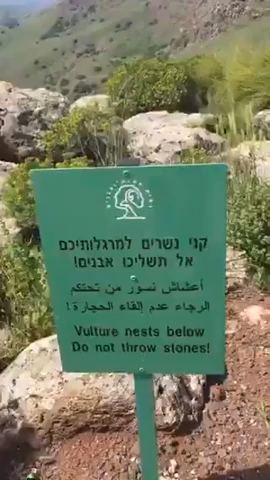 קני נשרים למרגלותיכם
אל תשליכו אבנים!
أعشاش نسور من تحتكم
الرجاء عدم إلقاء الحجارة!
Vulture nests below
Do not throw stones!